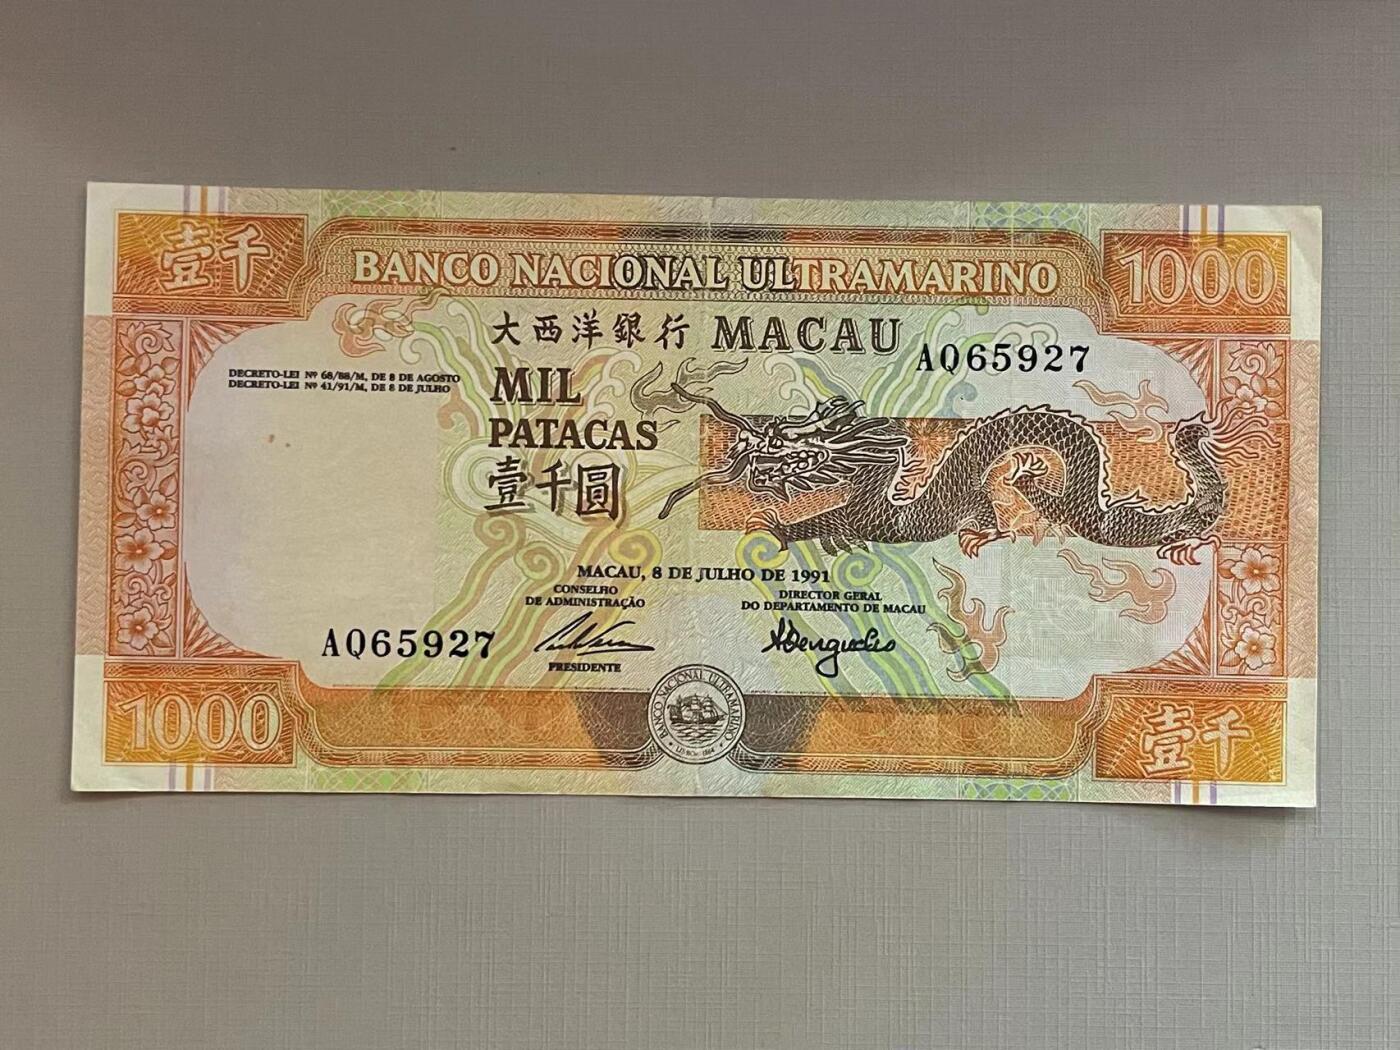 壹千
BANCO NACIONAL ULTRAMARINO
1000
大西洋銀行 MACAU
AQ65927
DECRETO-LEI Nº 68/88/M, DE 8 DE AGOSTO
DECRETO-LEI Nº 41/91/M, DE 8 DE JULHO
MIL
PATACAS
壹千圓
MACAU, 8 DE JULHO DE 1991
CONSELHO
DE ADMINISTRAÇÃO
DIRECTOR GERAL
DO DEPARTAMENTO DE MACAU
AQ65927
PRESIDENTE
BANCO NACIONAL ULTRAMARINO
1000
壹千